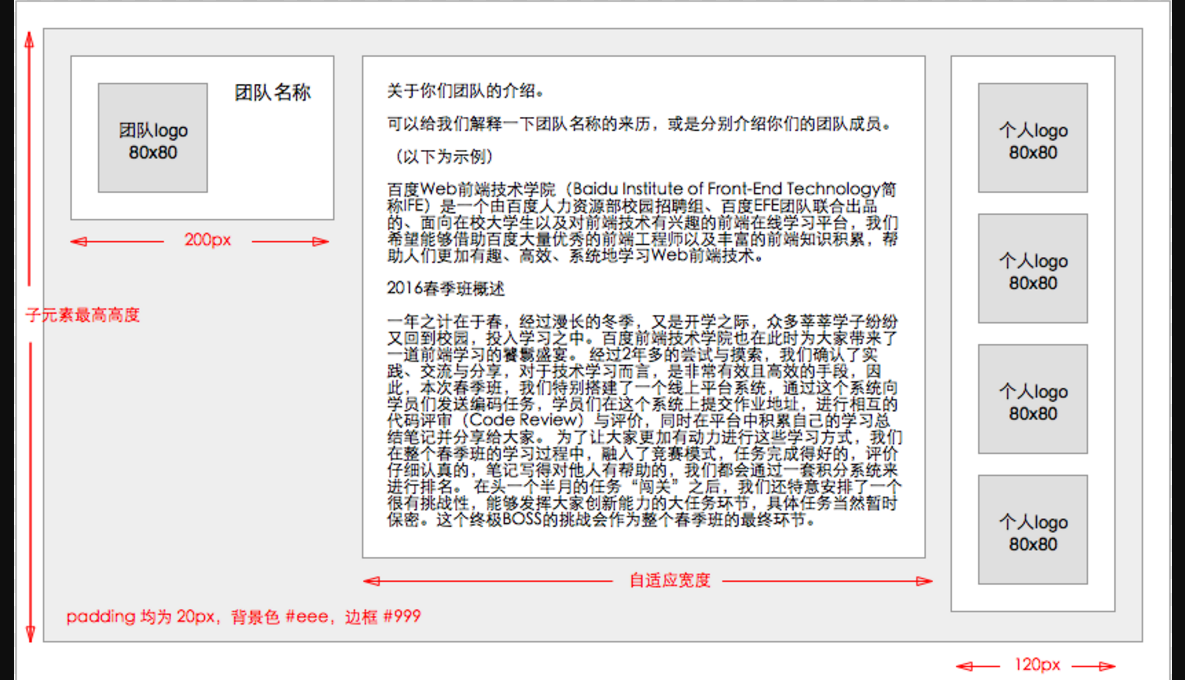 团队logo
80x80
团队名称
200px
子元素最高高度
padding 均为 20px，背景色 #eee，边框 #999
关于你们团队的介绍。
可以给我们解释一下团队名称的来历，或是分别介绍你们的团队成员。
（以下为示例）
百度Web前端技术学院（Baidu Institute of Front-End Technology简
称IFE）是一个由百度人力资源部校园招聘组、百度EFE团队联合出品
的、面向在校大学生以及对前端技术有兴趣的前端在线学习平台，我们
希望能够借助百度大量优秀的前端工程师以及丰富的前端知识积累，帮
助人们更加有趣、高效、系统地学习Web前端技术。
2016春季班概述
一年之计在于春，经过漫长的冬季，又是开学之际，众多莘莘学子纷纷
又回到校园，投入学习之中。百度前端技术学院也在此时为大家带来了
一道前端学习的饕餮盛宴。 经过2年多的尝试与摸索，我们确认了实
践、交流与分享，对于技术学习而言，是非常有效且高效的手段，因
此，本次春季班，我们特别搭建了一个线上平台系统，通过这个系统向
学员们发送编码任务，学员们在这个系统上提交作业地址，进行相互的
代码评审（Code Review）与评价，同时在平台中积累自己的学习总
结笔记并分享给大家。 为了让大家更加有动力进行这些学习方式，我们
在整个春季班的学习过程中，融入了竞赛模式，任务完成得好的，评价
仔细认真的，笔记写得对他人有帮助的，我们都会通过一套积分系统来
进行排名。 在头一个半月的任务“闯关”之后，我们还特意安排了一个
很有挑战性，能够发挥大家创新能力的大任务环节，具体任务当然暂时
保密。这个终极BOSS的挑战会作为整个春季班的最终环节。
自适应宽度
个人logo
80x80
个人logo
80x80
个人logo
80x80
个人logo
80x80
120px